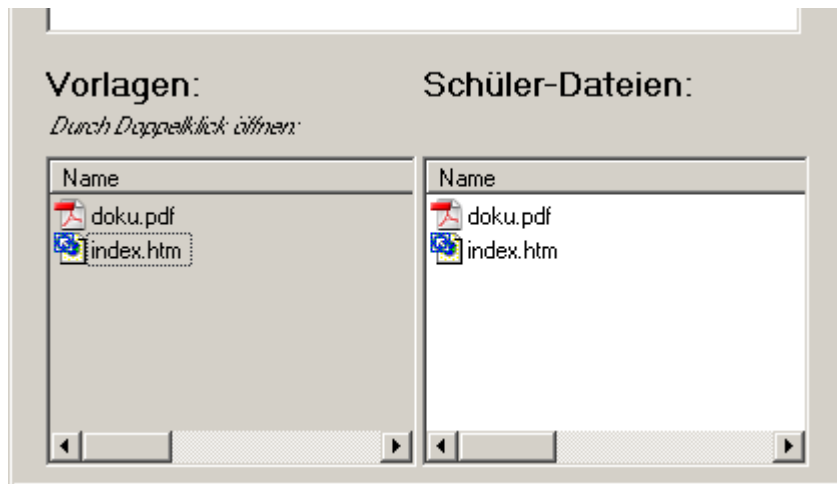 Vorlagen:
Durch Doppelklick öffnen:
Name
doku.pdf
index.htm
Schüler-Dateien:
Name
doku.pdf
index.htm